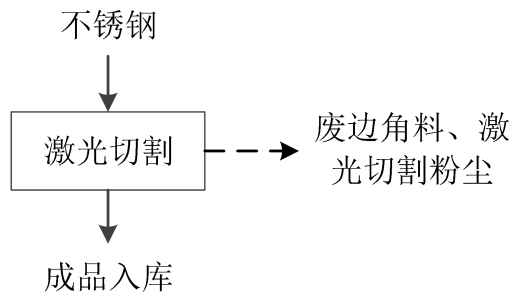 不锈钢
激光切割
废边角料、激
光切割粉尘
成品入库